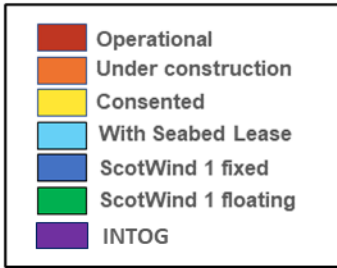 Operational
Under construction
Consented
With Seabed Lease
ScotWind 1 fixed
ScotWind 1 floating
INTOG